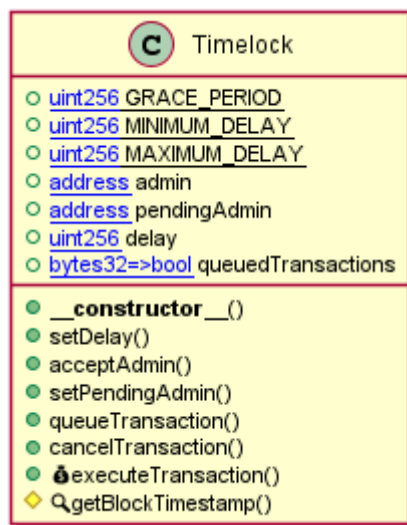 C Timelock
uint256 GRACE_PERIOD
uint256 MINIMUM_DELAY
uint256 MAXIMUM_DELAY
address admin
address pendingAdmin
uint256 delay
bytes32=>bool queuedTransactions
__constructor__()
setDelay()
acceptAdmin()
setPendingAdmin()
queueTransaction()
cancelTransaction()
executeTransaction()
getBlockTimestamp()